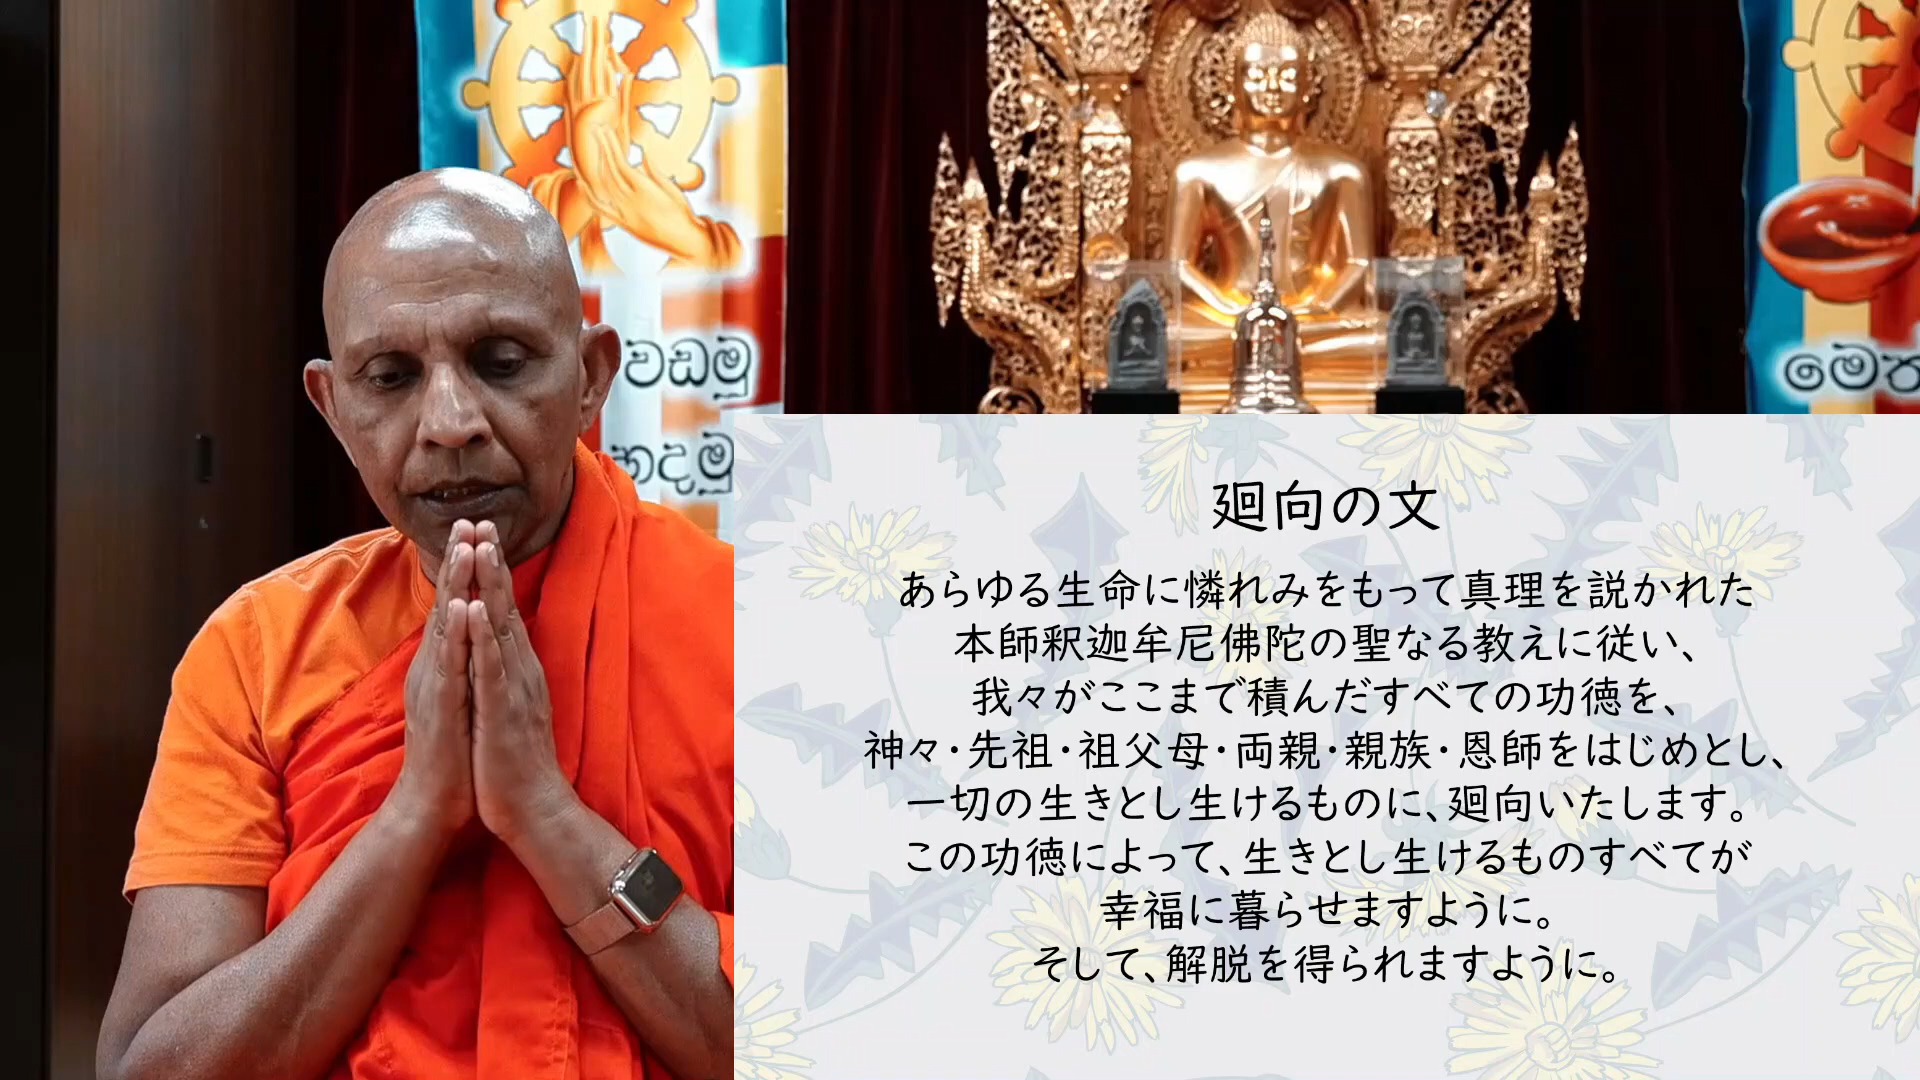 වඩමු
හදමු
මෙත
廻向の文
あらゆる生命に憐れみをもって真理を説かれた
本師釈迦牟尼佛陀の聖なる教えに従い、
我々がここまで積んだすべての功徳を、
神々・先祖・祖父母・両親・親族・恩師をはじめとし、
一切の生きとし生けるものに、廻向いたします。
この功徳によって、生きとし生けるものすべてが
幸福に暮らせますように。
そして、解脱を得られますように。